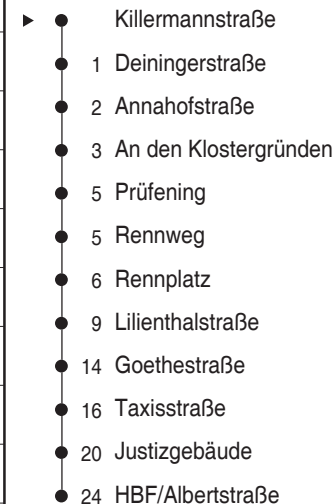 Killermannstraße
1 Deiningerstraße
2 Annahofstraße
3 An den Klostergründen
5 Prüfening
5 Rennweg
6 Rennplatz
9 Lilienthalstraße
14 Goethestraße
16 Taxisstraße
20 Justizgebäude
24 HBF/Albertstraße